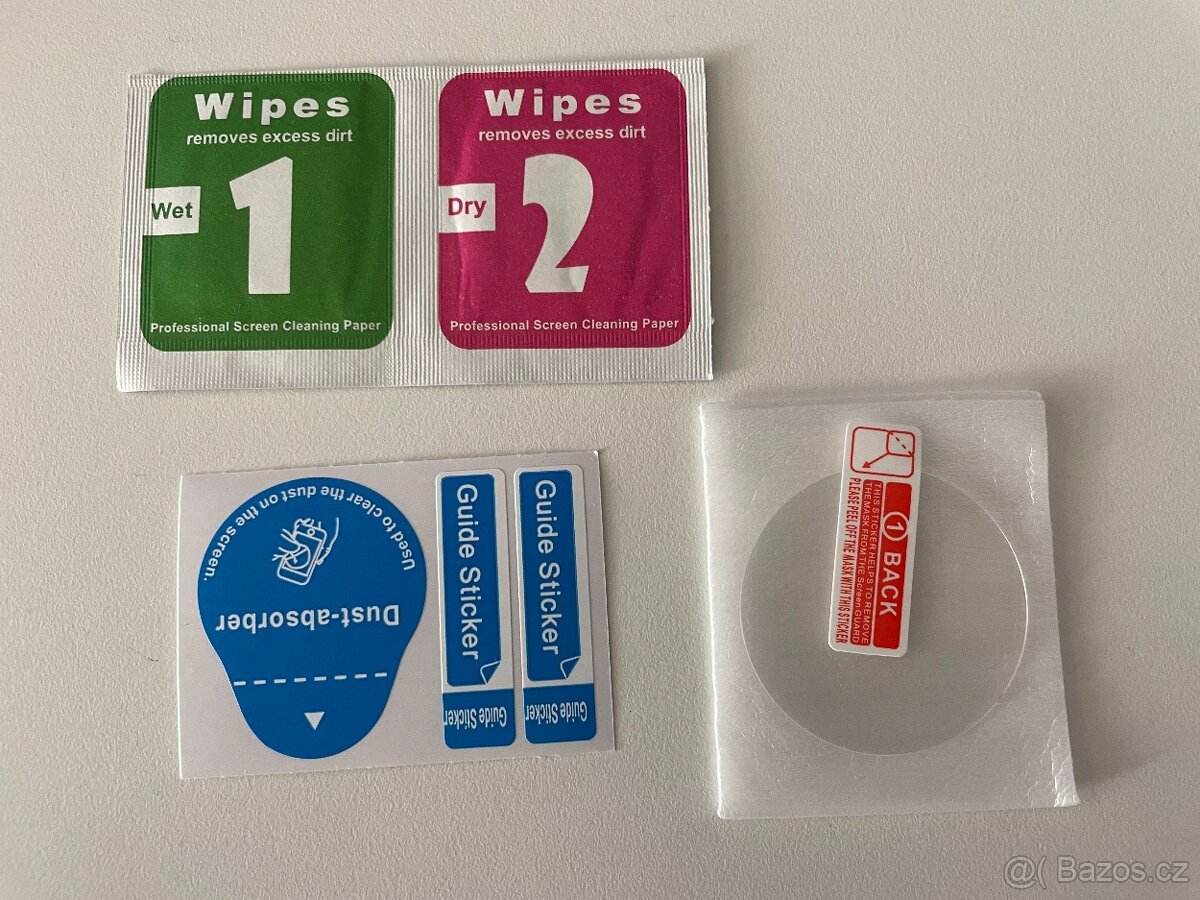 Wipes
removes excess dirt
Wet
1
Professional Screen Cleaning Paper
Wipes
removes excess dirt
Dry
2
Professional Screen Cleaning Paper
Used to clear the dust on the screen.
Dust-absorber
Guide Sticker
Guide Sticker
Guide Sticker
Guide Sticker
1 BACK
THIS STICKER HELPS TO REMOVE
THE MASK FROM THE Screen GUARD
PLEASE PEEL OFF THE MASK WITH THIS STICKER
@( Bazos.cz